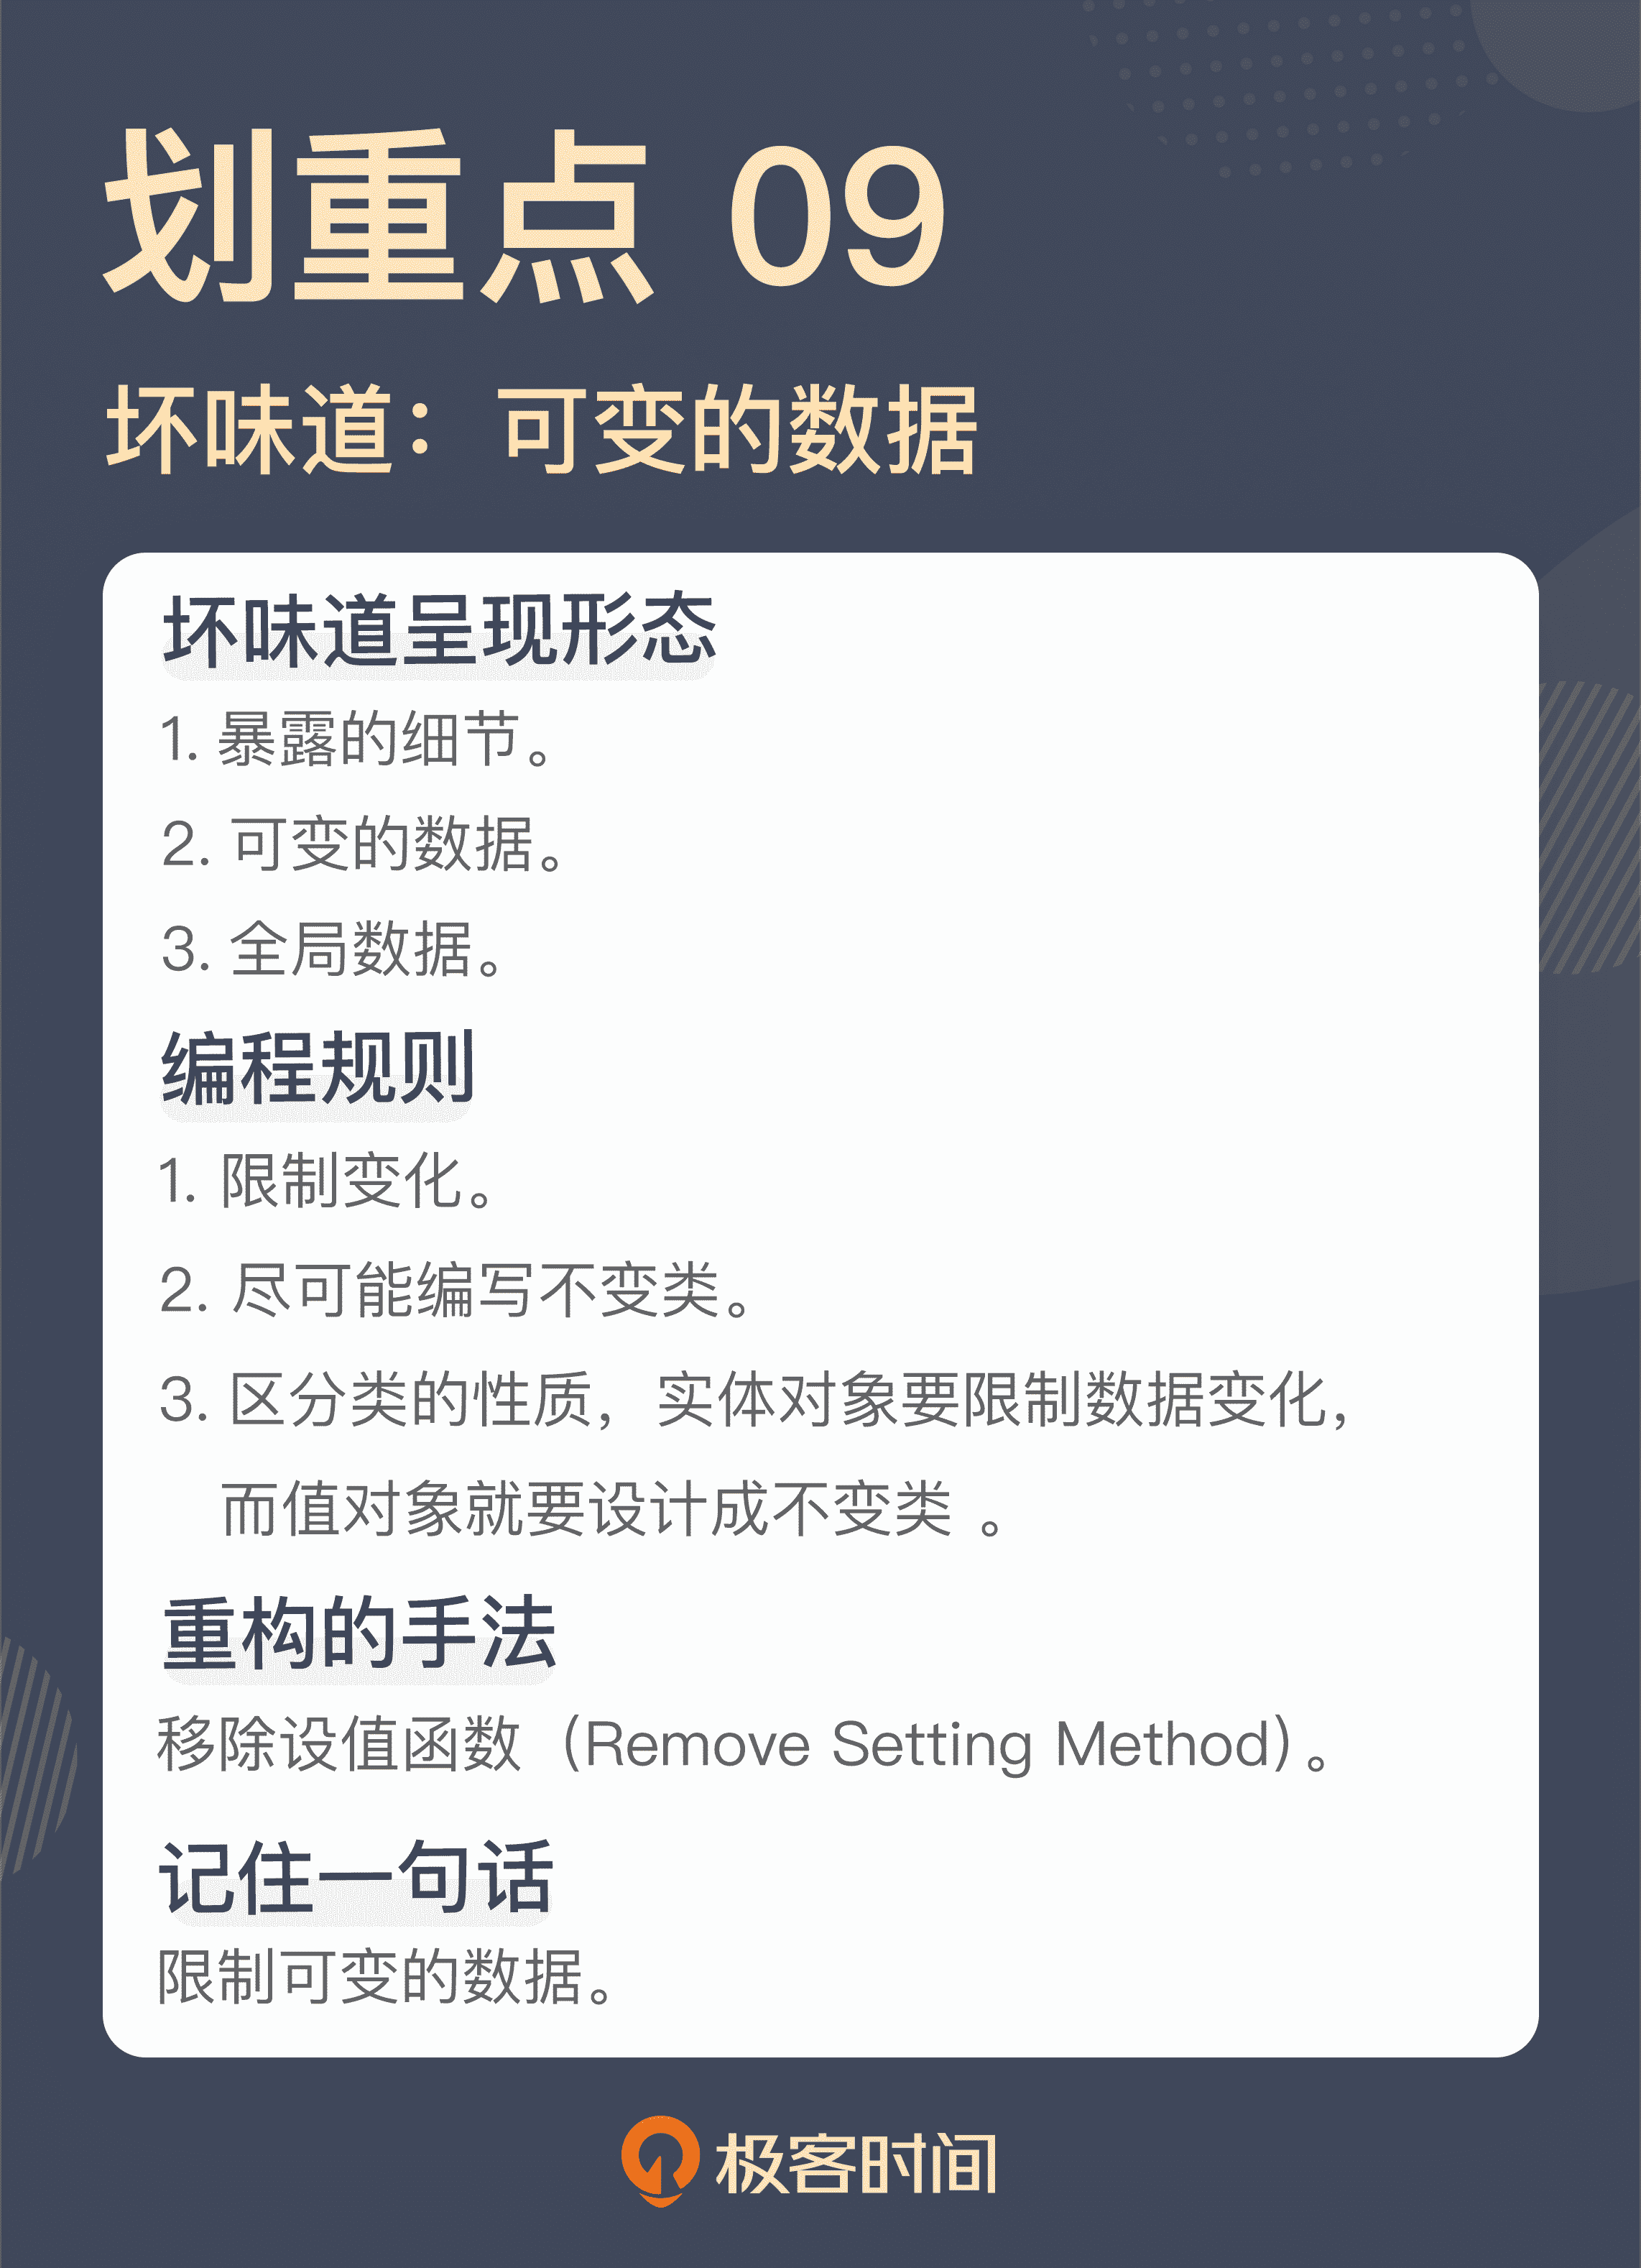 划重点 09
坏味道：可变的数据
坏味道呈现形态
1. 暴露的细节。
2. 可变的数据。
3. 全局数据。
编程规则
1. 限制变化。
2. 尽可能编写不变类。
3. 区分类的性质，实体对象要限制数据变化，
而值对象就要设计成不变类 。
重构的手法
移除设值函数（Remove Setting Method）。
记住一句话
限制可变的数据。
极客时间